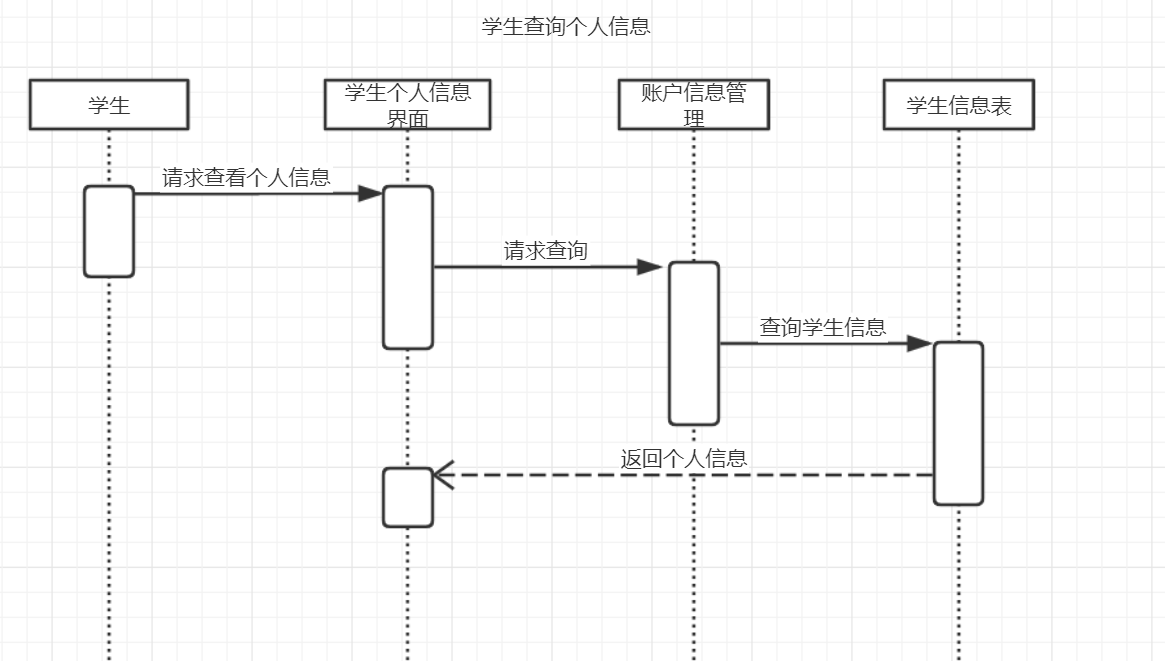 学生查询个人信息
学生
学生个人信息
界面
账户信息管
理
学生信息表
请求查看个人信息
请求查询
查询学生信息
返回个人信息